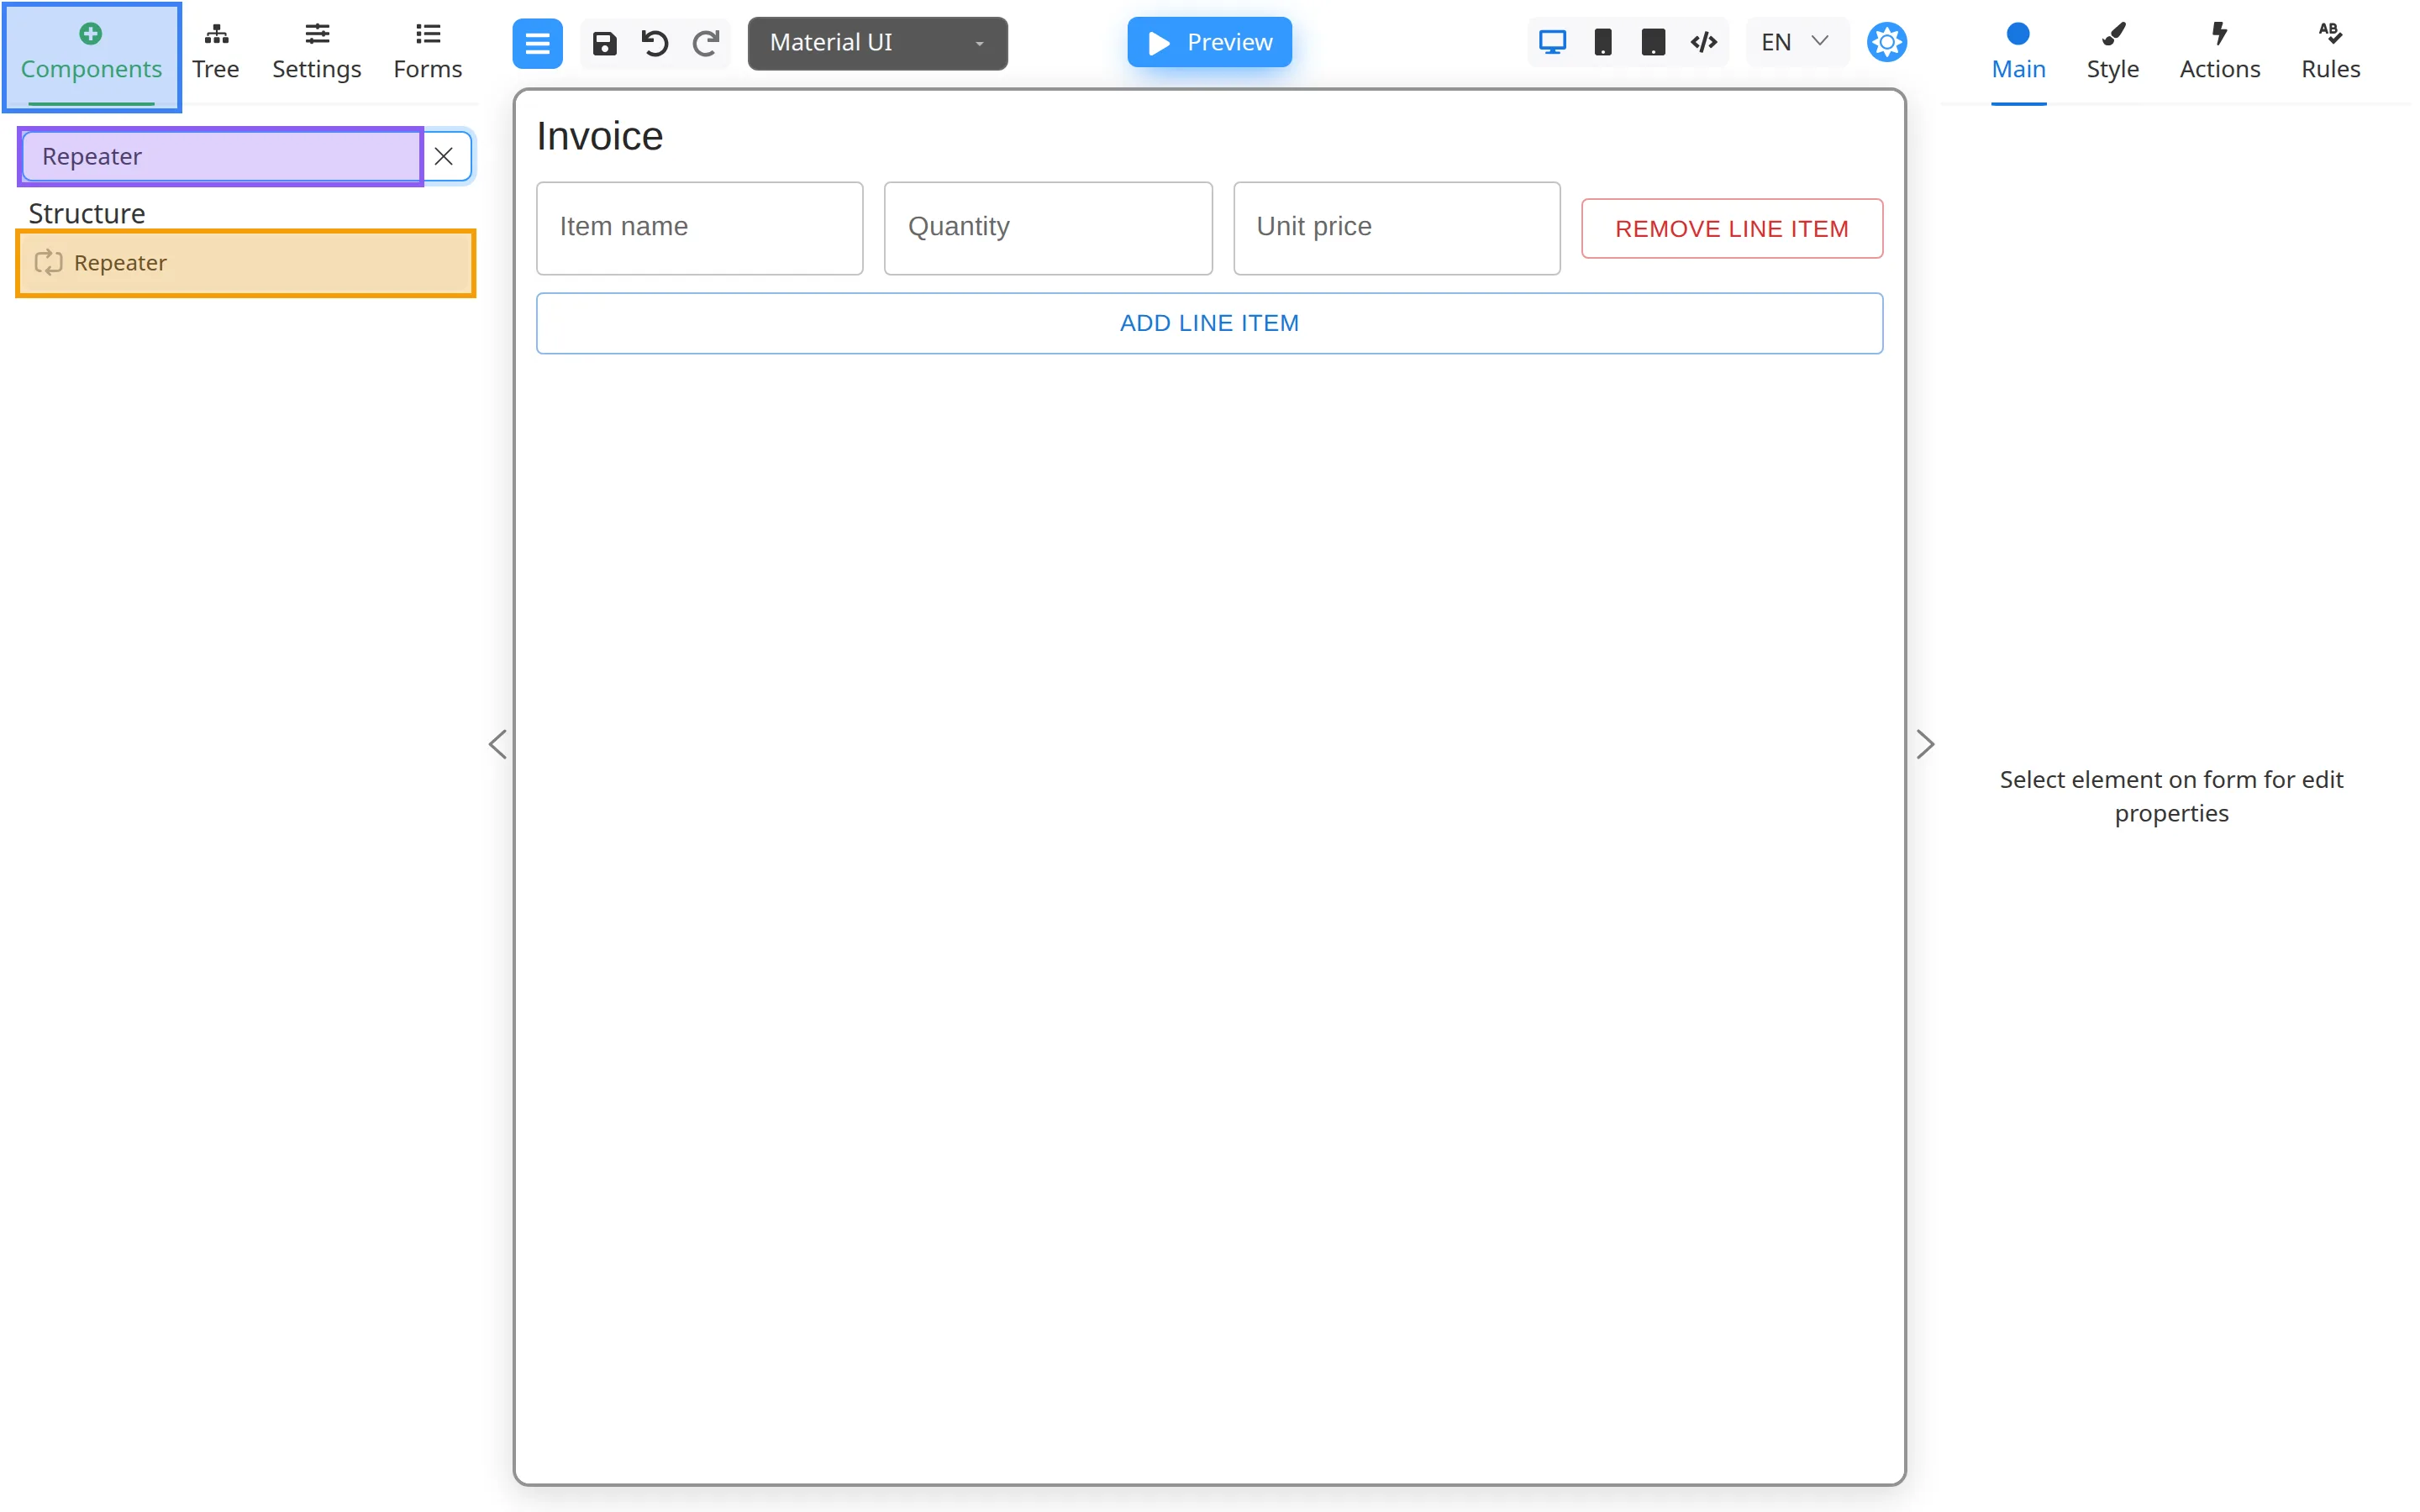 Components Tree Settings Forms Material UI Preview EN Main Style Actions Rules
Repeater
Structure
Repeater
Invoice
Item name Quantity Unit price REMOVE LINE ITEM
ADD LINE ITEM
Select element on form for edit
properties